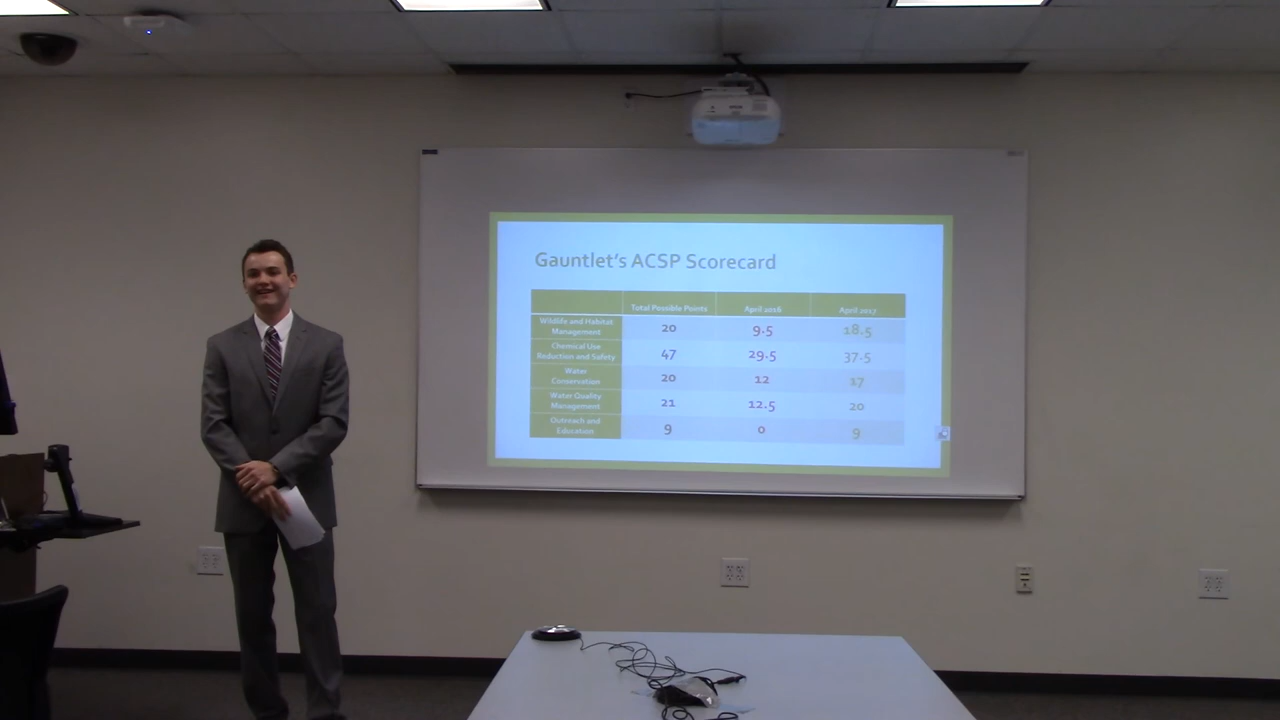 Gauntlet's ACSP Scorecard
Total Possible Points April 2016 April 2017
Wildlife and Habitat
Management 20 9.5 18.5
Chemical Use
Reduction and Safety 47 29.5 37.5
Water
Conservation 20 12 17
Water Quality
Management 21 12.5 20
Outreach and
Education 9 0 9